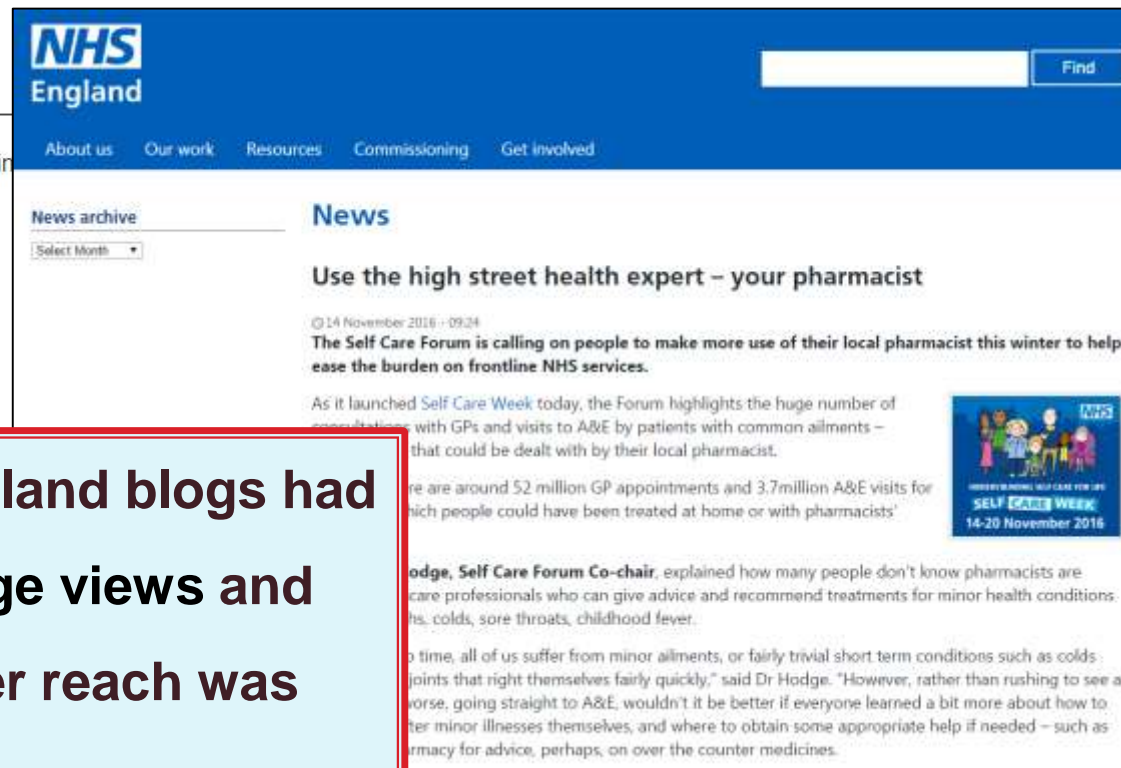 NHS
England
Find
About us Our work Resources Commissioning Get involved
in
News archive
Select Month
News
Use the high street health expert – your pharmacist
14 November 2016 - 09:24
The Self Care Forum is calling on people to make more use of their local pharmacist this winter to help
ease the burden on frontline NHS services.
As it launched Self Care Week today, the Forum highlights the huge number of
with GPs and visits to A&E by patients with common ailments –
that could be dealt with by their local pharmacist.
re are around 52 million GP appointments and 3.7million A&E visits for
hich people could have been treated at home or with pharmacists'
NHS
SELF CARE WEEK
14-20 November 2016
odge, Self Care Forum Co-chair, explained how many people don't know pharmacists are
care professionals who can give advice and recommend treatments for minor health conditions
hs, colds, sore throats, childhood fever.
time, all of us suffer from minor ailments, or fairly trivial short term conditions such as colds
joints that right themselves fairly quickly," said Dr Hodge. "However, rather than rushing to see a
orse, going straight to A&E, wouldn't it be better if everyone learned a bit more about how to
ter minor illnesses themselves, and where to obtain some appropriate help if needed – such as
rmacy for advice, perhaps, on over the counter medicines.
land blogs had
ge views and
er reach was